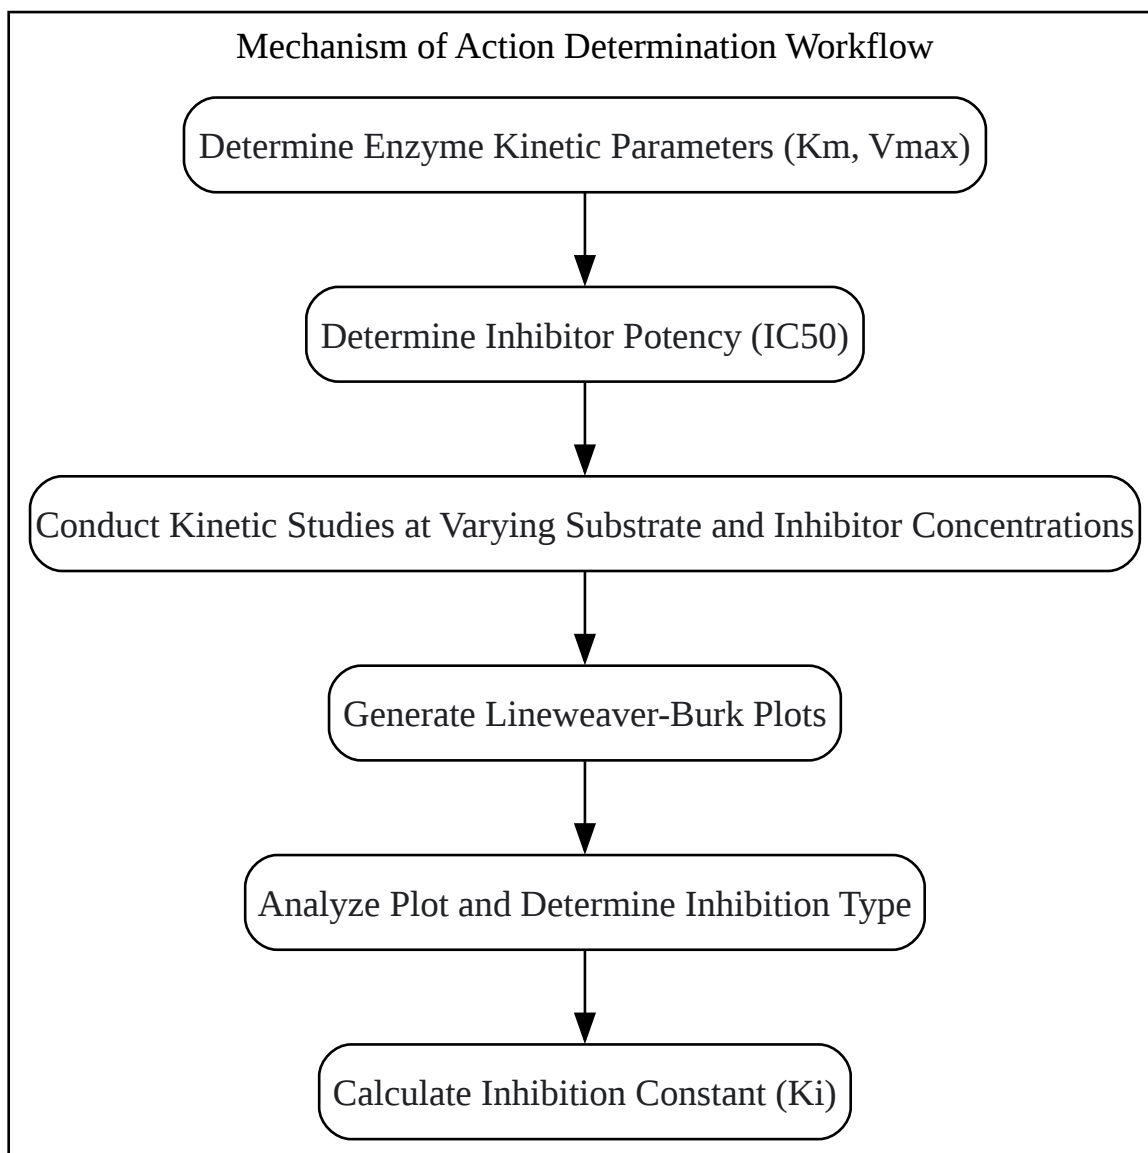 Mechanism of Action Determination Workflow
Determine Enzyme Kinetic Parameters (Km, Vmax)
Determine Inhibitor Potency (IC50)
Conduct Kinetic Studies at Varying Substrate and Inhibitor Concentrations
Generate Lineweaver-Burk Plots
Analyze Plot and Determine Inhibition Type
Calculate Inhibition Constant (Ki)